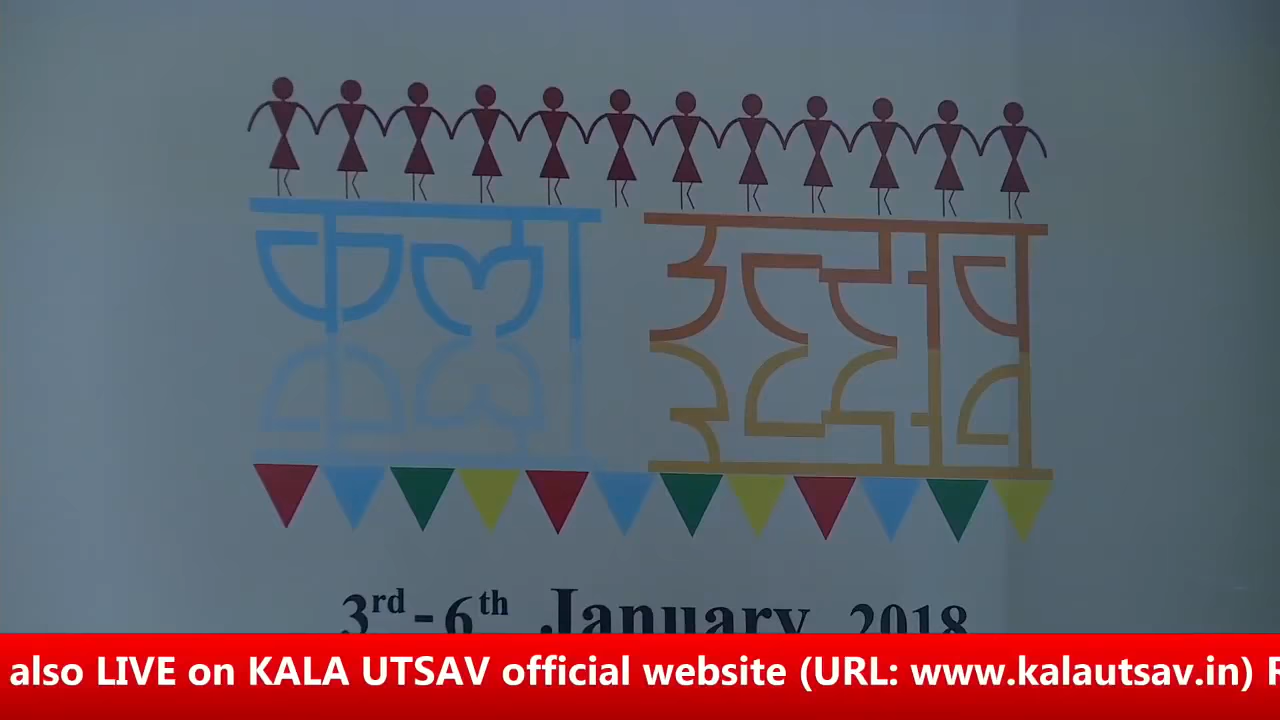 कला उत्सव
3rd - 6th January 2018
also LIVE on KALA UTSAV official website (URL: www.kalautsav.in)